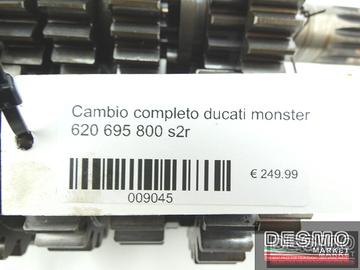 Cambio completo ducati monster
620 695 800 s2r
€ 249.99
009045
DESMO
MARKET